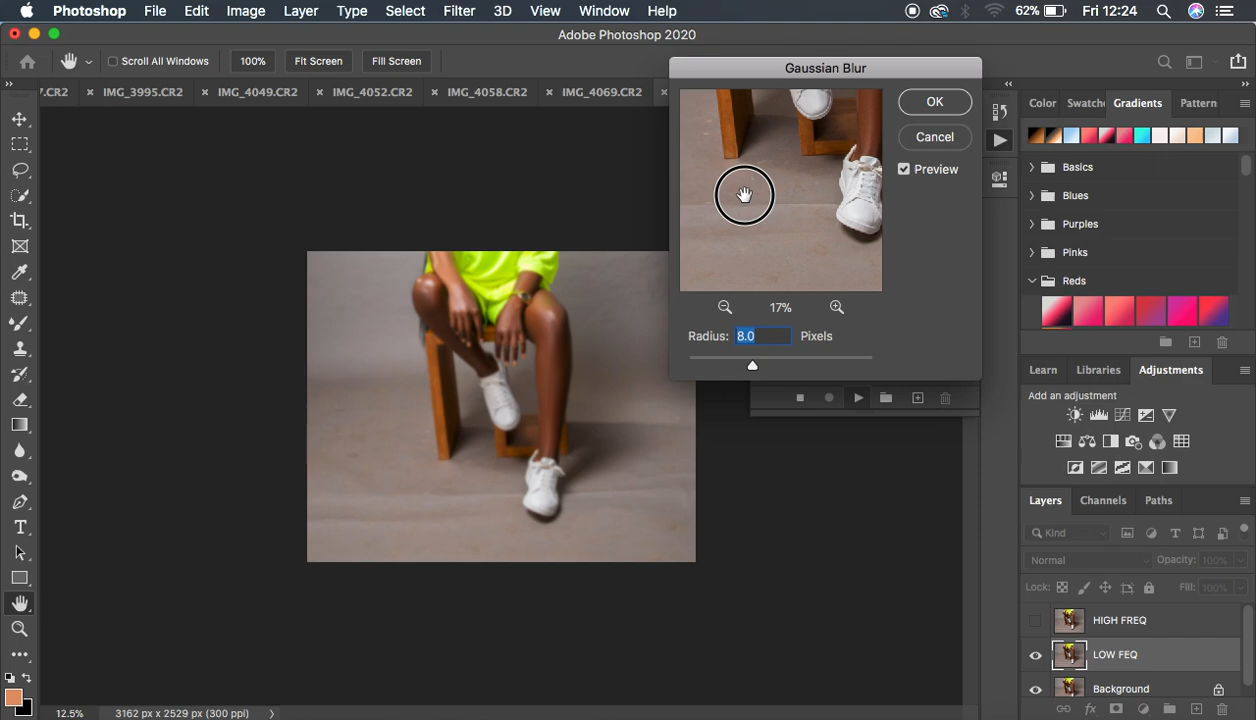 Photoshop File Edit Image Layer Type Select Filter 3D View Window Help 62% Fri 12:24
Adobe Photoshop 2020
Scroll All Windows 100% Fit Screen Fill Screen
7.CR2 IMG_3995.CR2 IMG_4049.CR2 IMG_4052.CR2 IMG_4058.CR2 IMG_4069.CR2
Gaussian Blur
OK
Cancel
Preview
17%
Radius: 8.0 Pixels
Color Swatche Gradients Pattern
Basics
Blues
Purples
Pinks
Reds
Learn Libraries Adjustments
Add an adjustment
Layers Channels Paths
Kind
Normal Opacity: 100%
Lock: Fill: 100%
HIGH FREQ
LOW FEQ
Background
12.5% 3162 px x 2529 px (300 ppi)